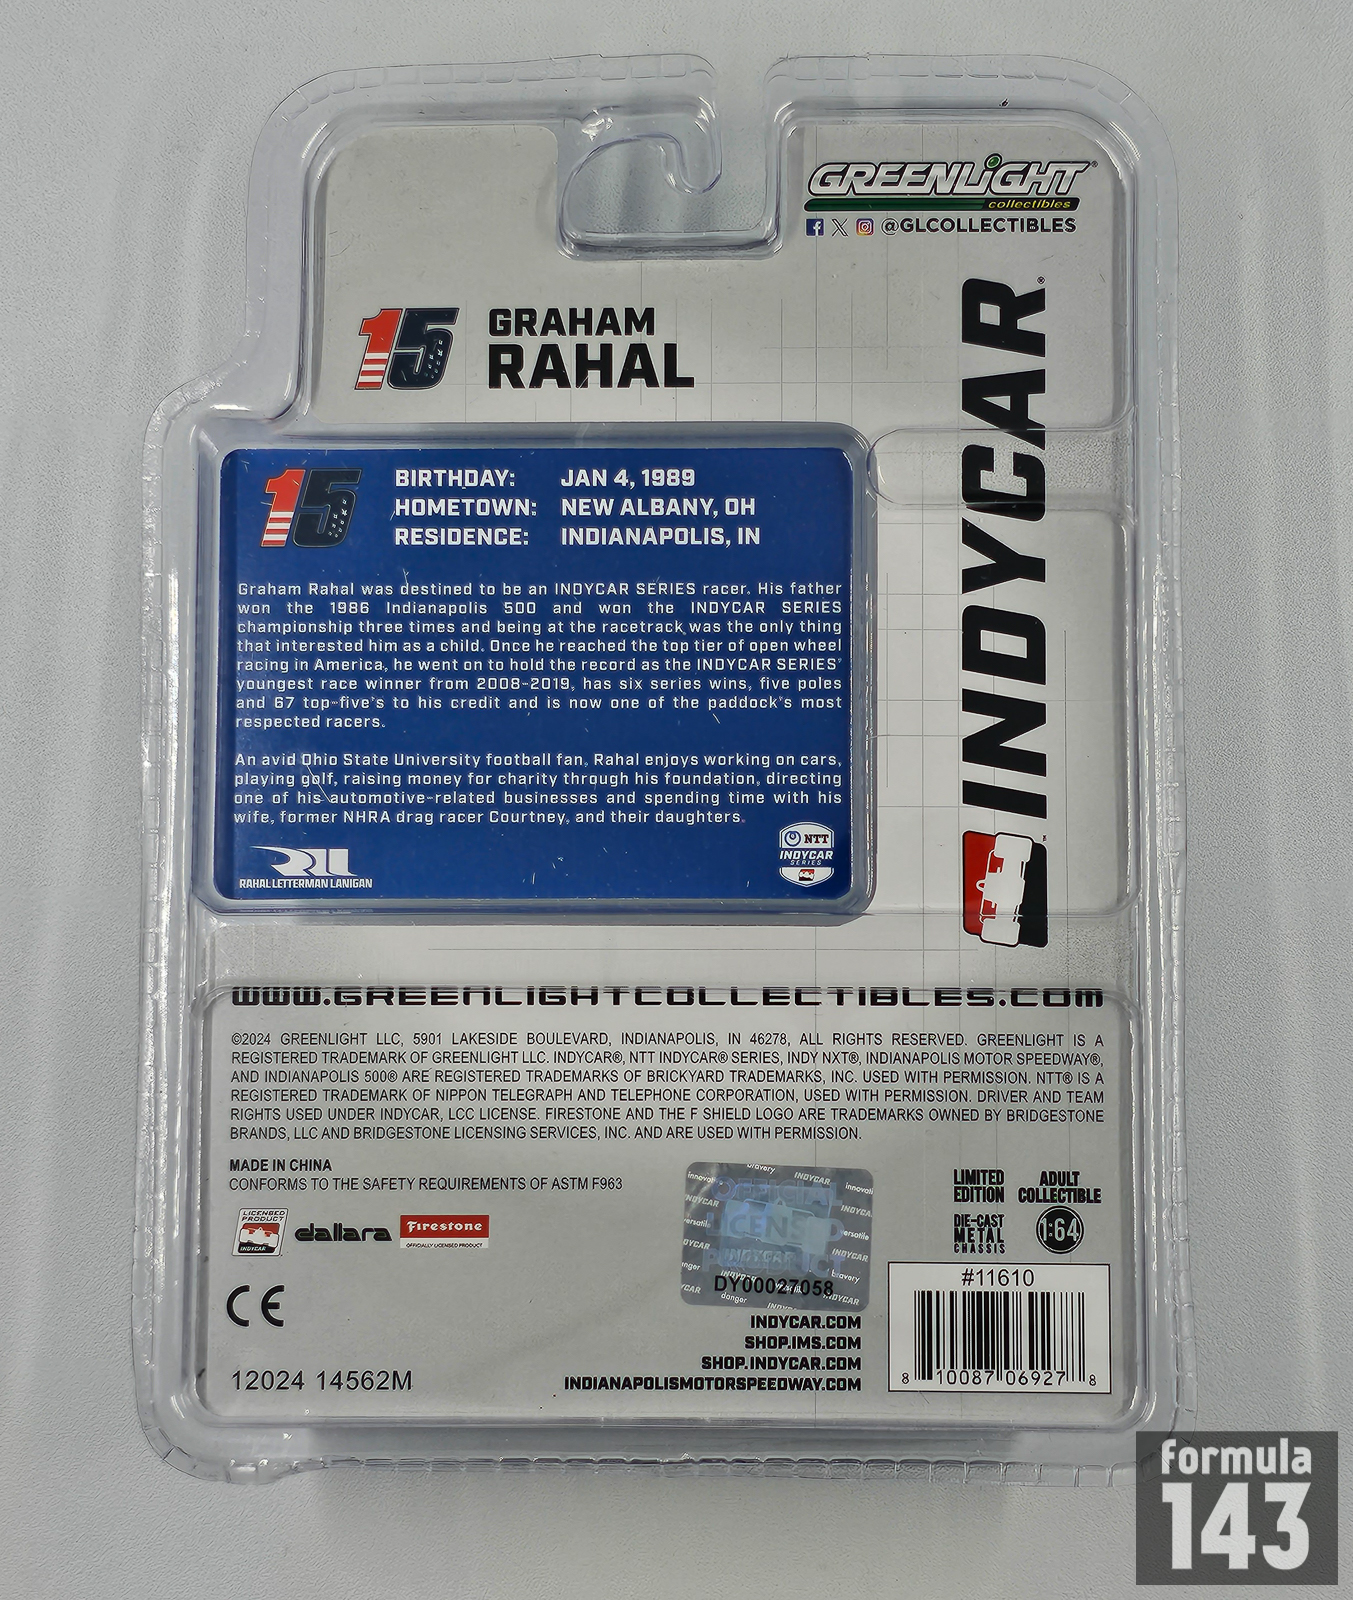 GREENLIGHT®
collectibles
@GLCOLLECTIBLES
15
GRAHAM
RAHAL
INDYCAR®
15
BIRTHDAY: JAN 4, 1989
HOMETOWN: NEW ALBANY, OH
RESIDENCE: INDIANAPOLIS, IN
Graham Rahal was destined to be an INDYCAR SERIES racer. His father
won the 1986 Indianapolis 500 and won the INDYCAR SERIES
championship three times and being at the racetrack was the only thing
that interested him as a child. Once he reached the top tier of open wheel
racing in America, he went on to hold the record as the INDYCAR SERIES'
youngest race winner from 2008-2019, has six series wins, five poles
and 67 top-five's to his credit and is now one of the paddock's most
respected racers.
An avid Ohio State University football fan, Rahal enjoys working on cars,
playing golf, raising money for charity through his foundation, directing
one of his automotive-related businesses and spending time with his
wife, former NHRA drag racer Courtney, and their daughters.
RLL
RAHAL LETTERMAN LANIGAN
NTT
INDYCAR
SERIES
WWW.GREENLIGHTCOLLECTIBLES.COM
©2024 GREENLIGHT LLC, 5901 LAKESIDE BOULEVARD, INDIANAPOLIS, IN 46278, ALL RIGHTS RESERVED. GREENLIGHT IS A
REGISTERED TRADEMARK OF GREENLIGHT LLC. INDYCAR®, NTT INDYCAR® SERIES, INDY NXT®, INDIANAPOLIS MOTOR SPEEDWAY®,
AND INDIANAPOLIS 500® ARE REGISTERED TRADEMARKS OF BRICKYARD TRADEMARKS, INC. USED WITH PERMISSION. NTT® IS A
REGISTERED TRADEMARK OF NIPPON TELEGRAPH AND TELEPHONE CORPORATION, USED WITH PERMISSION. DRIVER AND TEAM
RIGHTS USED UNDER INDYCAR, LCC LICENSE. FIRESTONE AND THE F SHIELD LOGO ARE TRADEMARKS OWNED BY BRIDGESTONE
BRANDS, LLC AND BRIDGESTONE LICENSING SERVICES, INC. AND ARE USED WITH PERMISSION.
MADE IN CHINA
CONFORMS TO THE SAFETY REQUIREMENTS OF ASTM F963
LICENSED
PRODUCT
INDYCAR
dallara
Firestone
OFFICIALLY LICENSED PRODUCT
bravery
INDYCAR
OFFICIAL
LICENSED
PRODUCT
INDYCAR
DY00027058
danger
LIMITED
EDITION
ADULT
COLLECTIBLE
DIE-CAST
METAL
CHASSIS
1:64
CE
12024 14562M
INDYCAR.COM
SHOP.IMS.COM
SHOP.INDYCAR.COM
INDIANAPOLISMOTORSPEEDWAY.COM
#11610
8 10087 06927 8
formula
143